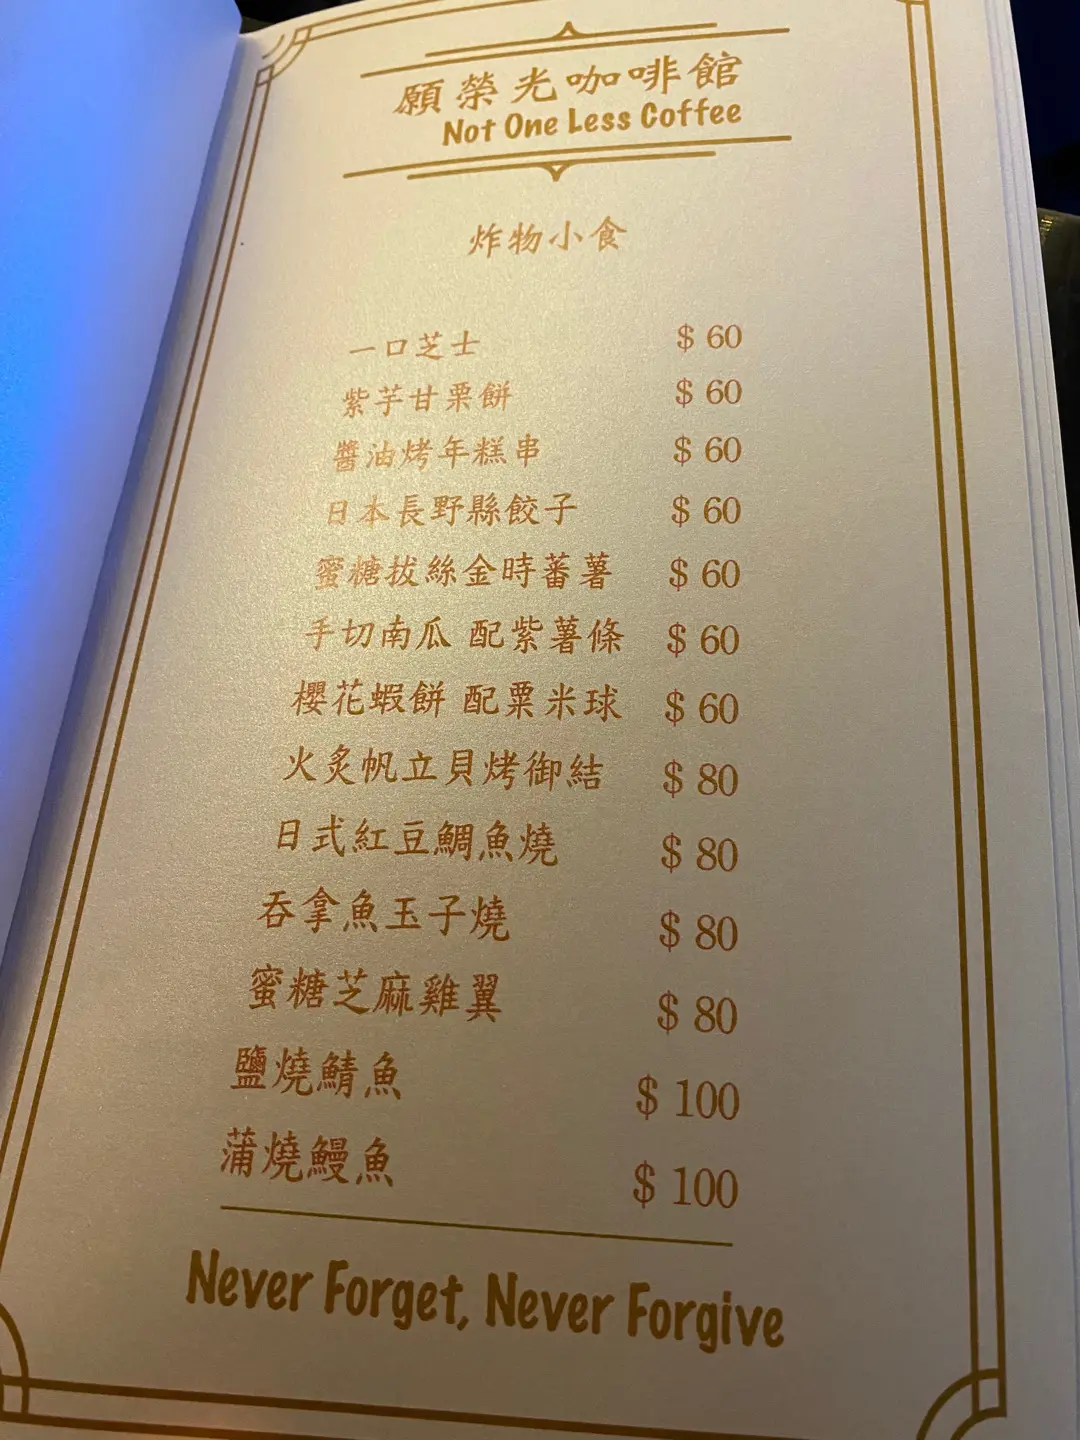 願榮光咖啡館
Not One Less Coffee
炸物小食
一口芝士 $ 60
紫芋甘栗餅 $ 60
醬油烤年糕串 $ 60
日本長野縣餃子 $ 60
蜜糖拔絲金時蕃薯 $ 60
手切南瓜 配紫薯條 $ 60
櫻花蝦餅 配粟米球 $ 60
火炙帆立貝烤御結 $ 80
日式紅豆鯛魚燒 $ 80
吞拿魚玉子燒 $ 80
蜜糖芝麻雞翼 $ 80
鹽燒鯖魚 $ 100
蒲燒鰻魚 $ 100
Never Forget, Never Forgive